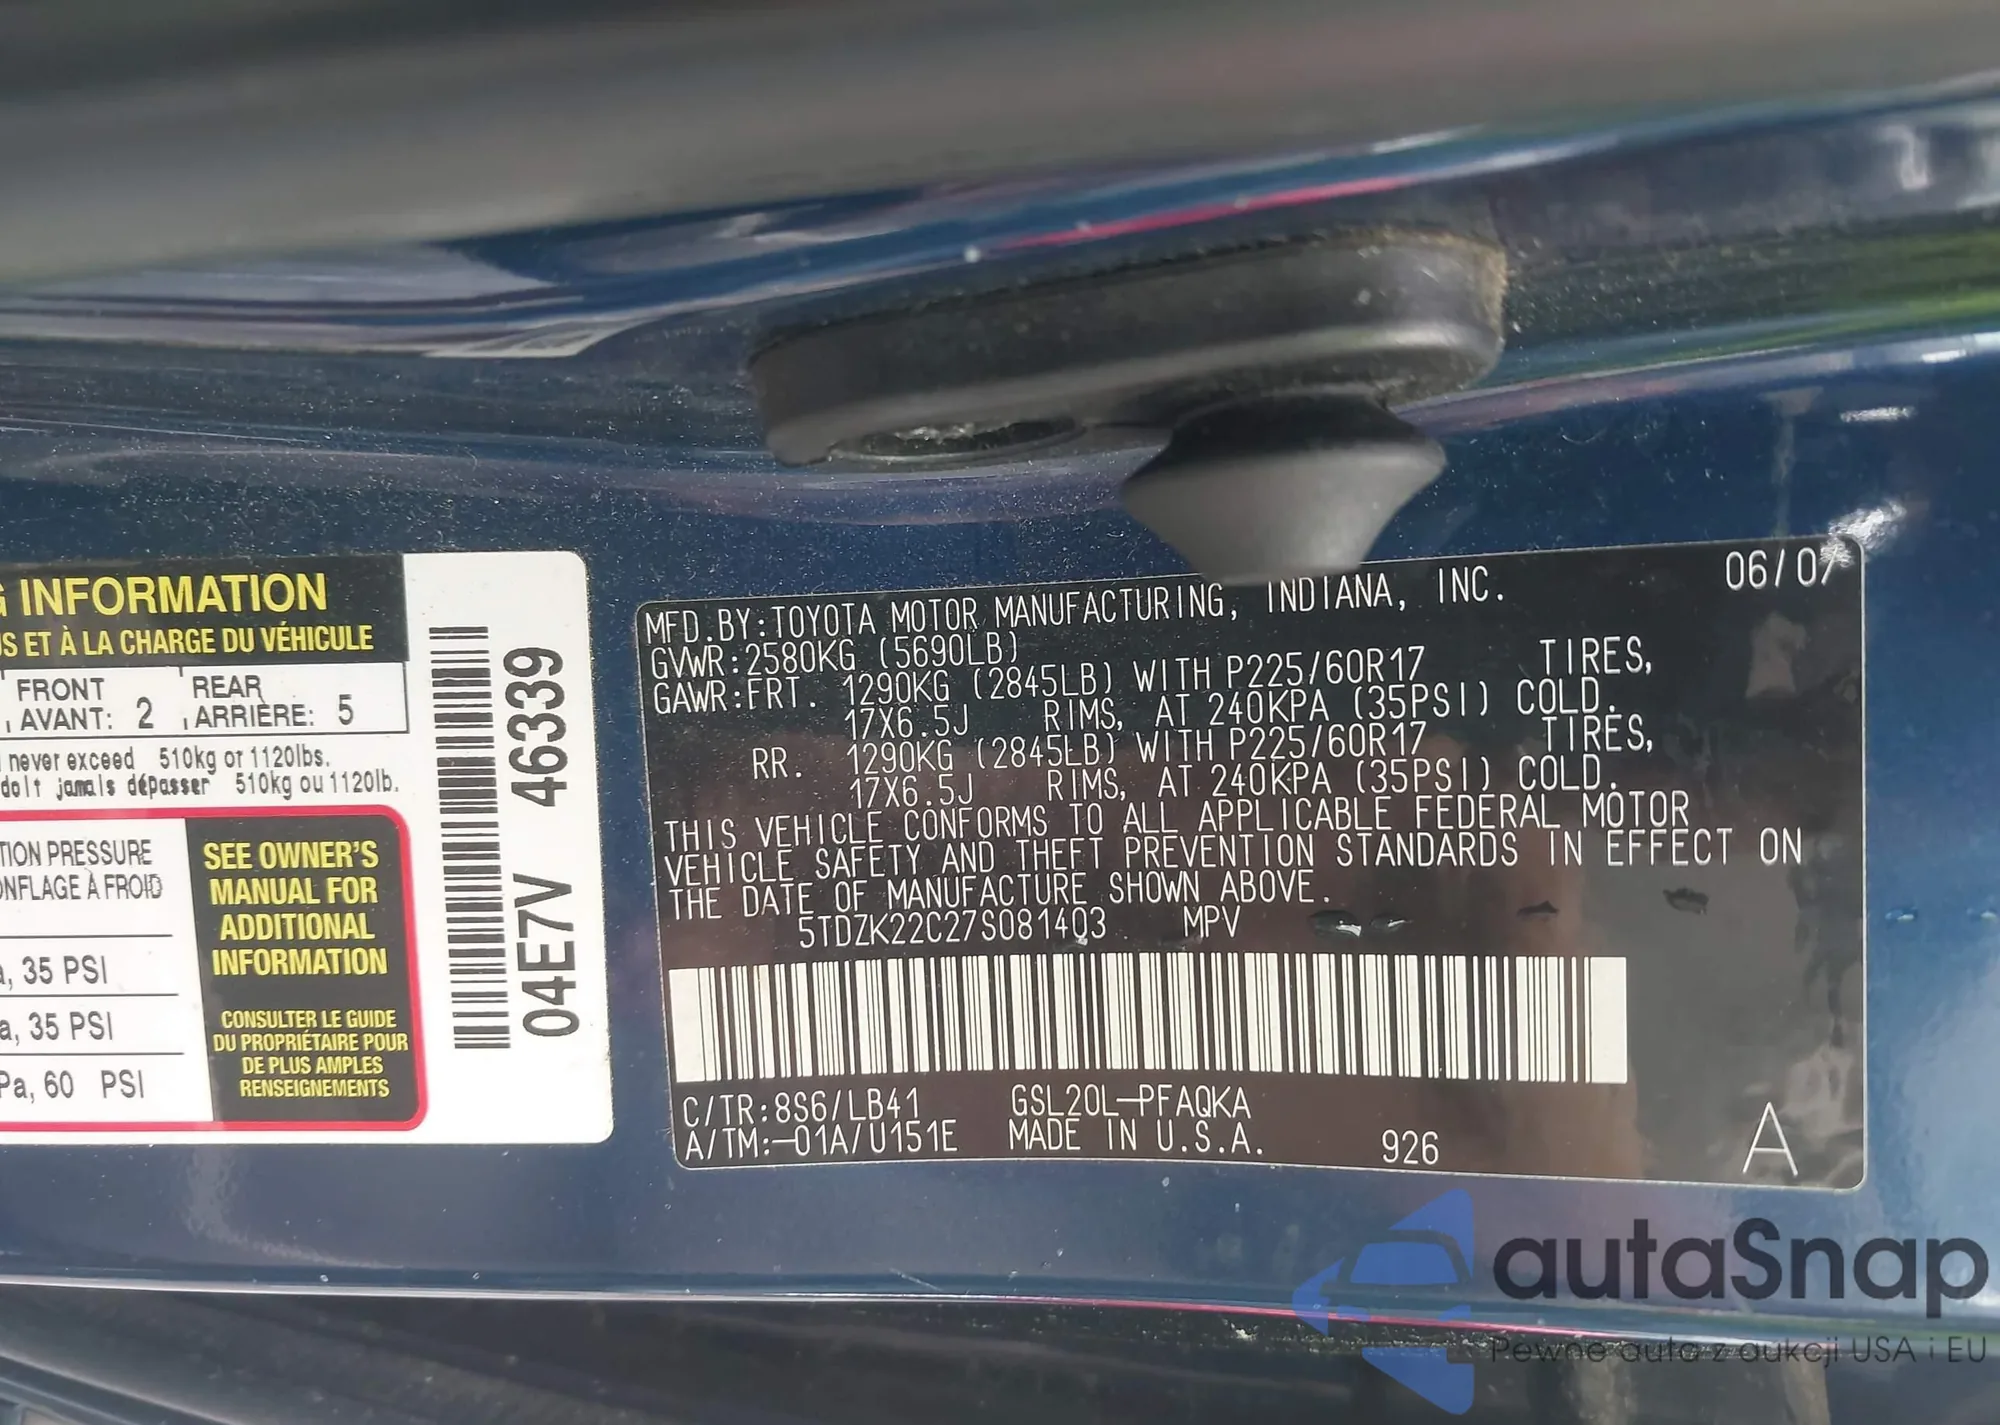 G INFORMATION
US ET À LA CHARGE DU VÉHICULE
FRONT
AVANT: 2
REAR
ARRIÈRE: 5
never exceed 510kg or 1120lbs.
doit jamais dépasser 510kg ou 1120lb.
TION PRESSURE
ONFLAGE À FROID
a, 35 PSI
a, 35 PSI
Pa, 60 PSI
SEE OWNER'S
MANUAL FOR
ADDITIONAL
INFORMATION
CONSULTER LE GUIDE
DU PROPRIÉTAIRE POUR
DE PLUS AMPLES
RENSEIGNEMENTS
04E7V 46339
06/07
MFD.BY:TOYOTA MOTOR MANUFACTURING, INDIANA, INC.
GVWR:2580KG (5690LB)
GAWR:FRT. 1290KG (2845LB) WITH P225/60R17 TIRES,
17X6.5J RIMS, AT 240KPA (35PSI) COLD.
RR. 1290KG (2845LB) WITH P225/60R17 TIRES,
17X6.5J RIMS, AT 240KPA (35PSI) COLD.
THIS VEHICLE CONFORMS TO ALL APPLICABLE FEDERAL MOTOR
VEHICLE SAFETY AND THEFT PREVENTION STANDARDS IN EFFECT ON
THE DATE OF MANUFACTURE SHOWN ABOVE.
5TDZK22C27S081403 MPV
C/TR:8S6/LB41 GSL20L-PFAQKA
A/TM:-01A/U151E MADE IN U.S.A. 926 A
autaSnap
Pewne auta z aukcji USA i EU